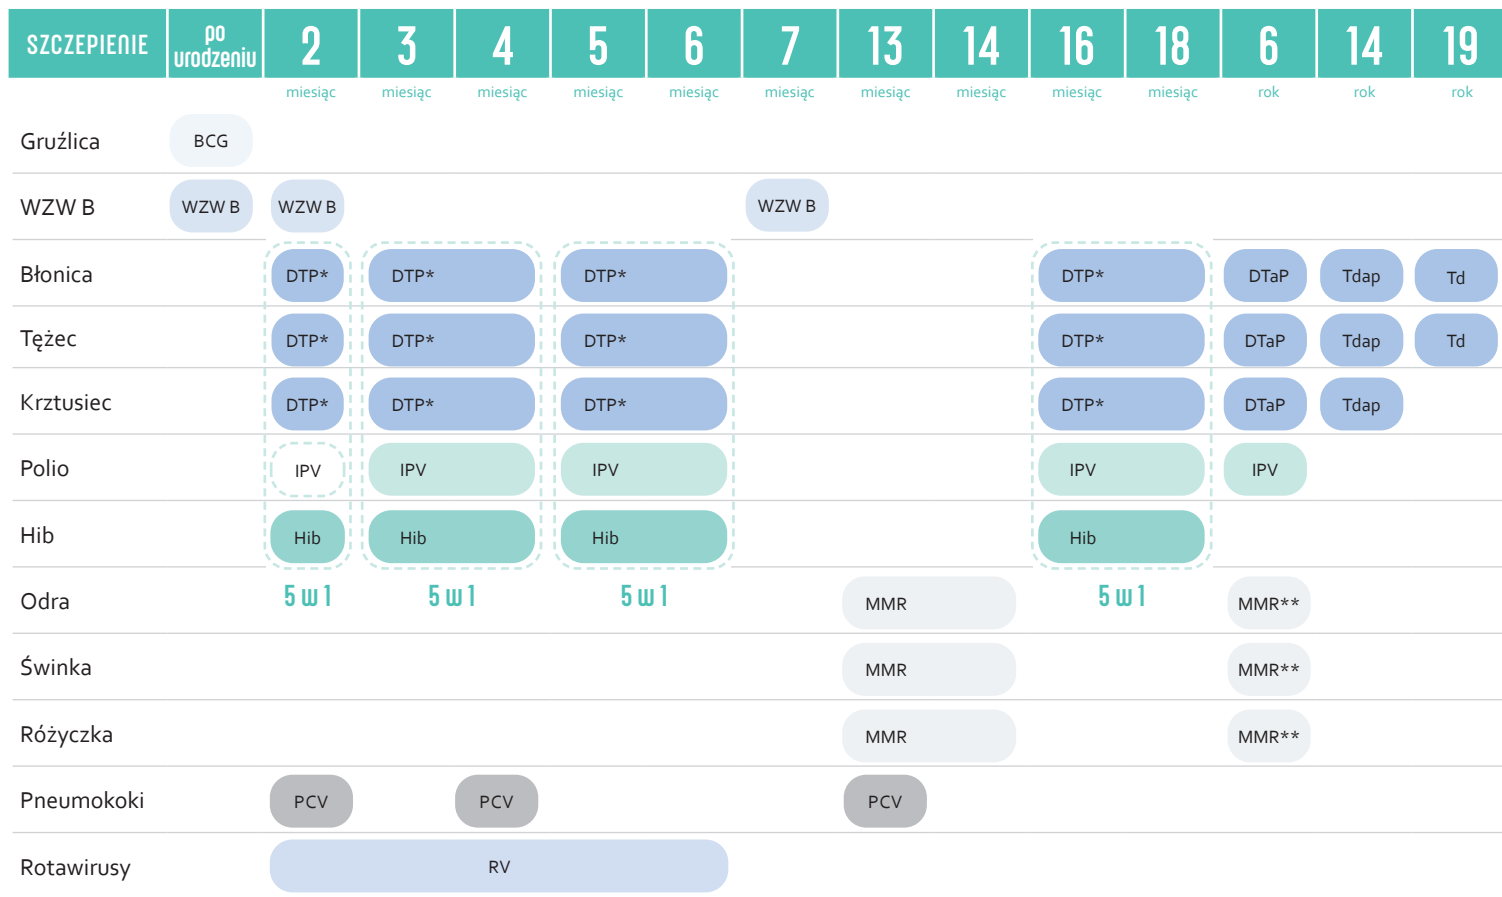 SZCZEPIENIE po urodzeniu 2 3 4 5 6 7 13 14 16 18 6 14 19
miesiąc miesiąc miesiąc miesiąc miesiąc miesiąc miesiąc miesiąc miesiąc miesiąc rok rok rok
Gruźlica BCG
WZW B WZW B WZW B WZW B
Błonica DTP* DTP* DTP* DTP* DTaP Tdap Td
Tężec DTP* DTP* DTP* DTP* DTaP Tdap Td
Krztusiec DTP* DTP* DTP* DTP* DTaP Tdap
Polio IPV IPV IPV IPV IPV
Hib Hib Hib Hib Hib
5 w 1 5 w 1 5 w 1 5 w 1
Odra MMR MMR**
Świnka MMR MMR**
Różyczka MMR MMR**
Pneumokoki PCV PCV PCV
Rotawirusy RV